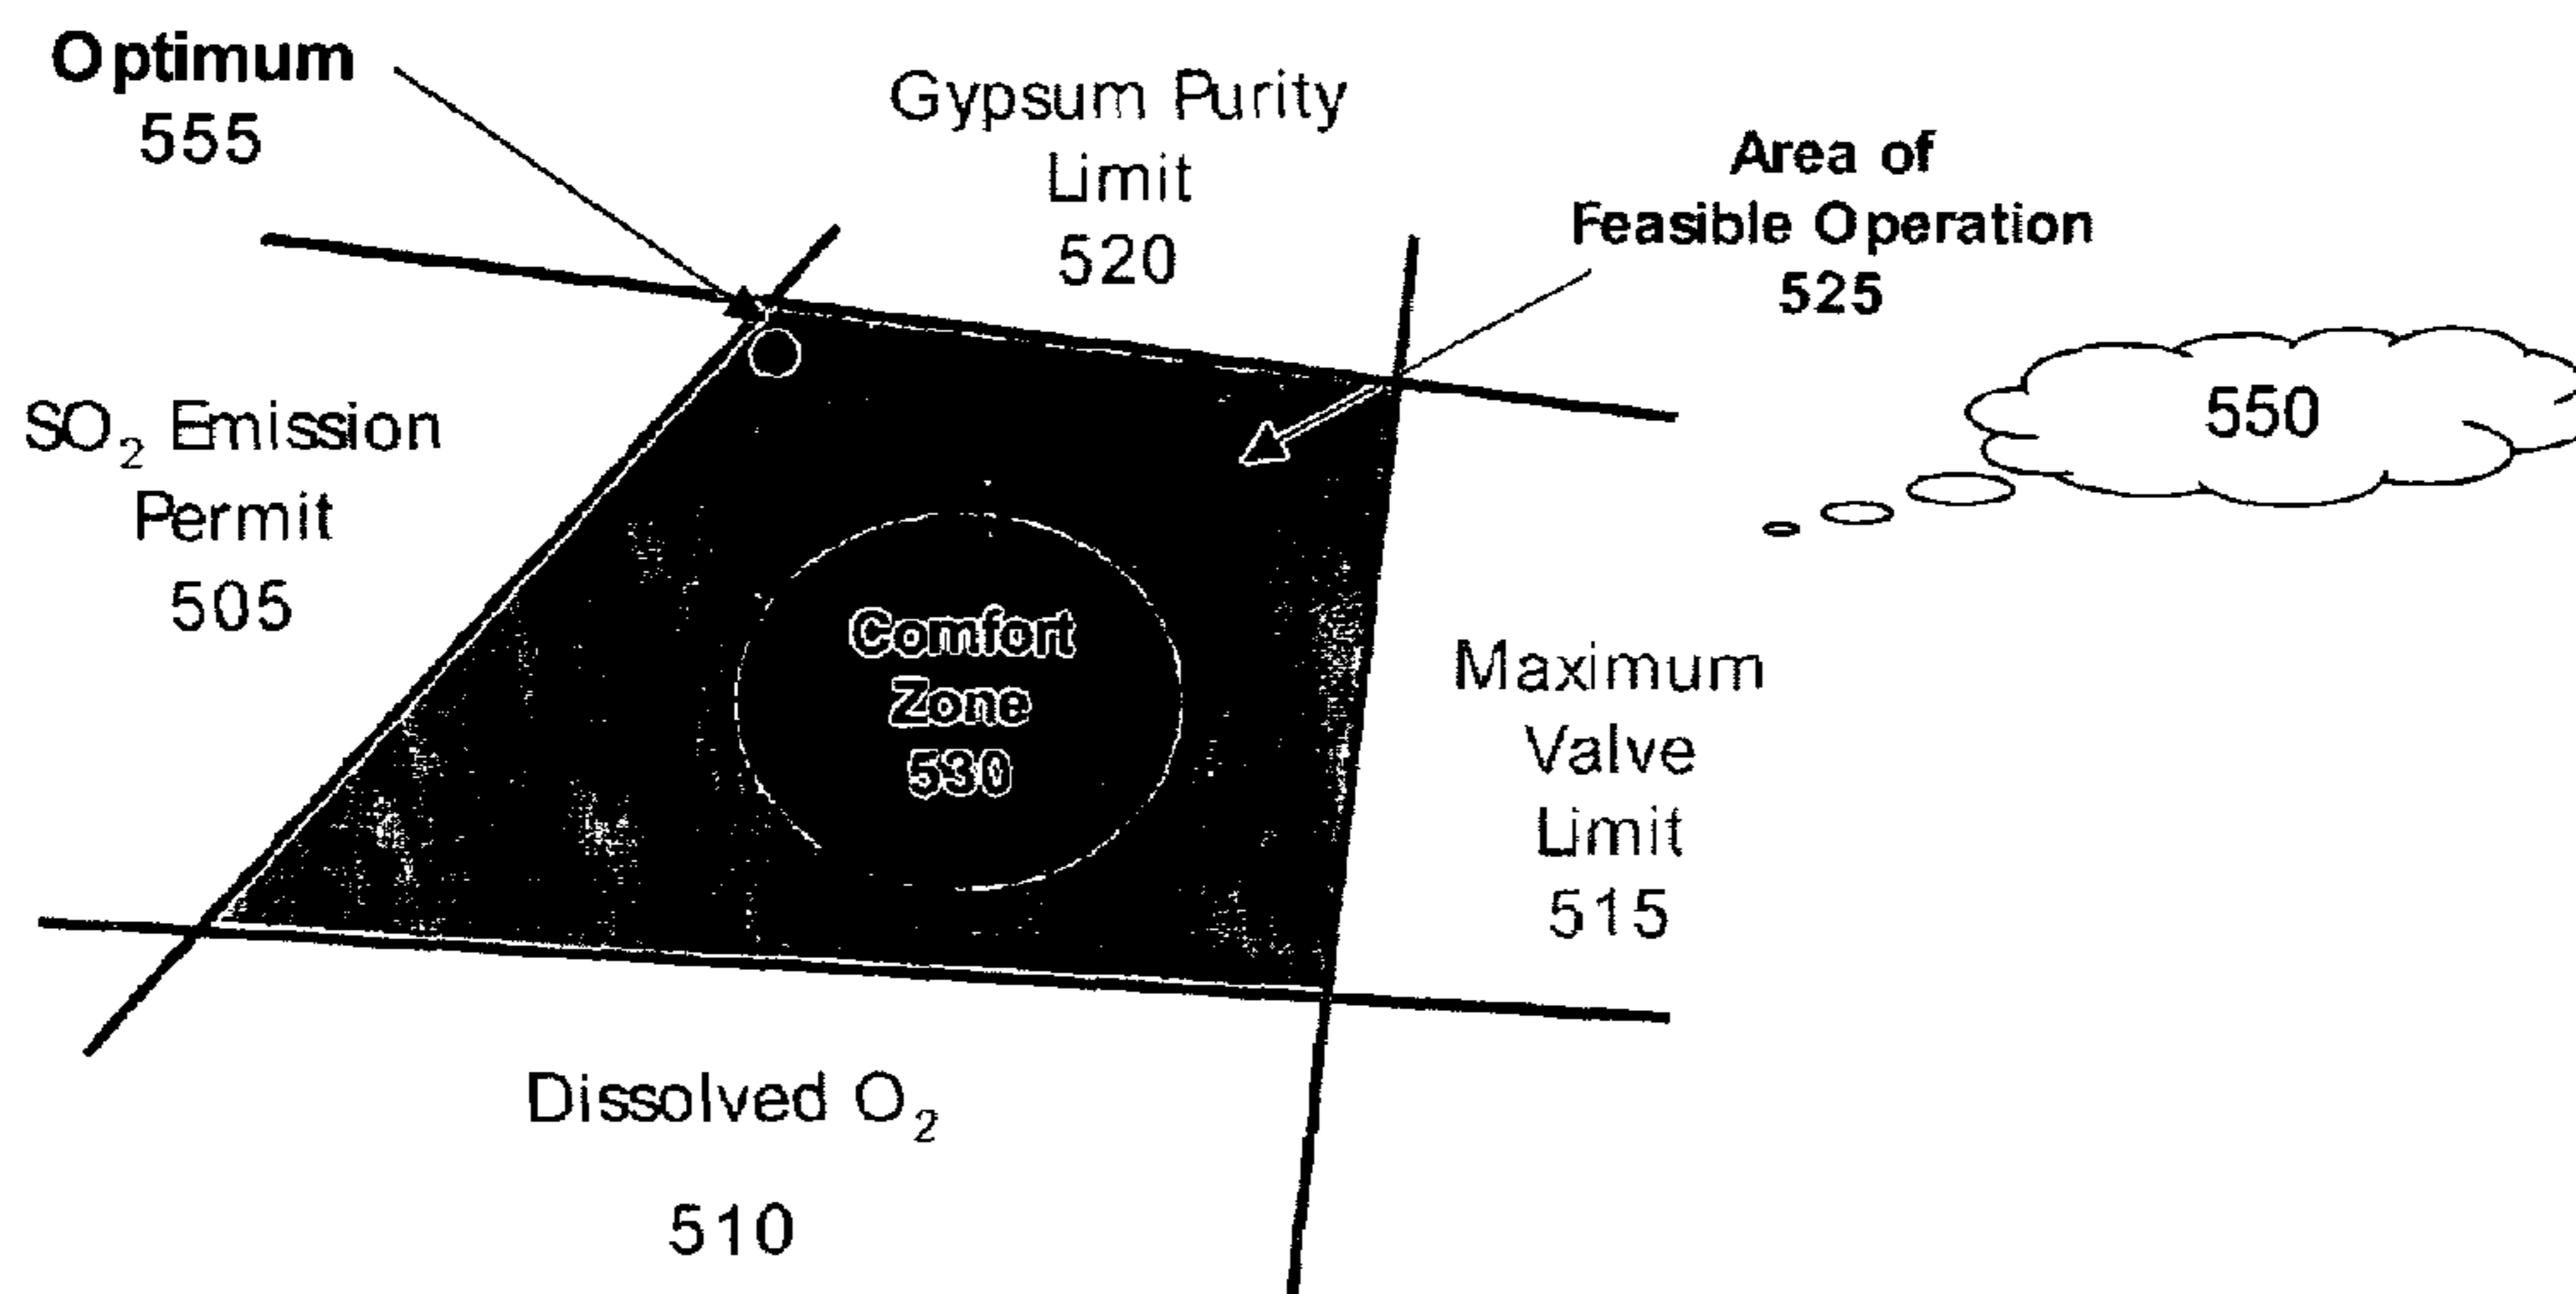 Optimum
555
Gypsum Purity
Limit
520
Area of
Feasible Operation
525
550
SO₂ Emission
Permit
505
Comfort
Zone
530
Maximum
Valve
Limit
515
Dissolved O₂
510